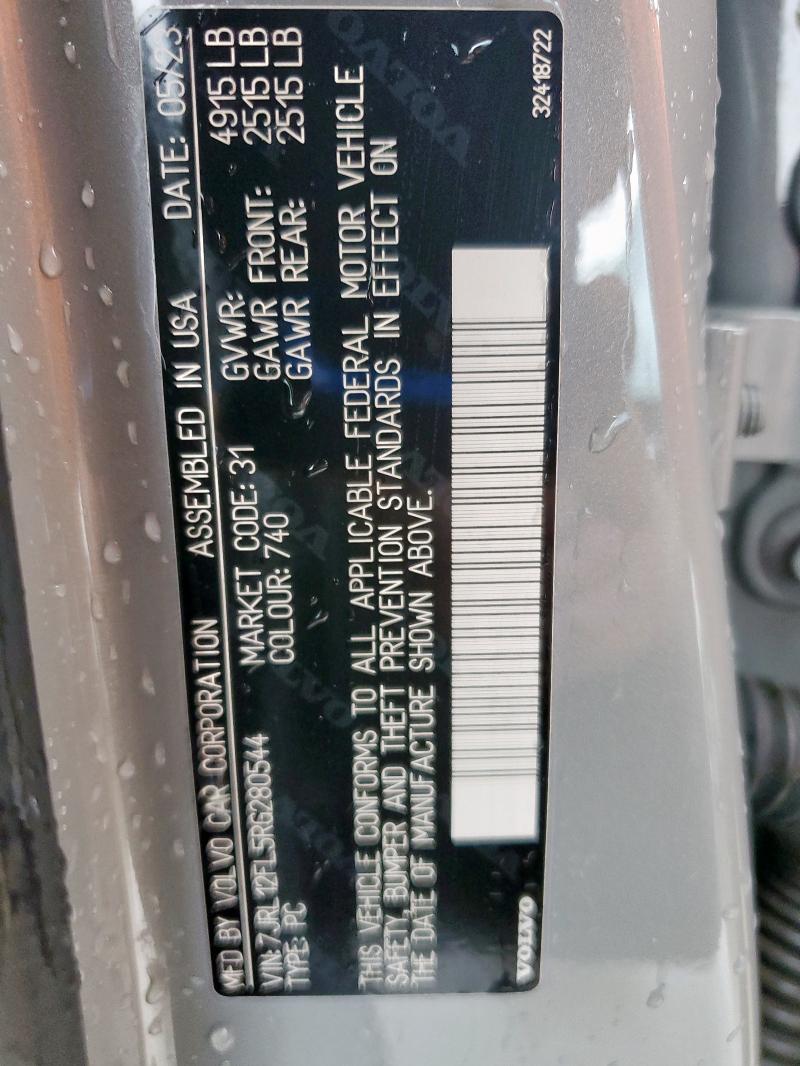 MFD BY VOLVO CAR CORPORATION ASSEMBLED IN USA DATE: 05/23
VIN: 7JRL12FL5RG280544 MARKET CODE: 31 GVWR: 4915 LB
TYPE: PC COLOUR: 740 GAWR FRONT: 2515 LB
GAWR REAR: 2515 LB
THIS VEHICLE CONFORMS TO ALL APPLICABLE FEDERAL MOTOR VEHICLE
SAFETY, BUMPER AND THEFT PREVENTION STANDARDS IN EFFECT ON
THE DATE OF MANUFACTURE SHOWN ABOVE.
VOLVO 32418722